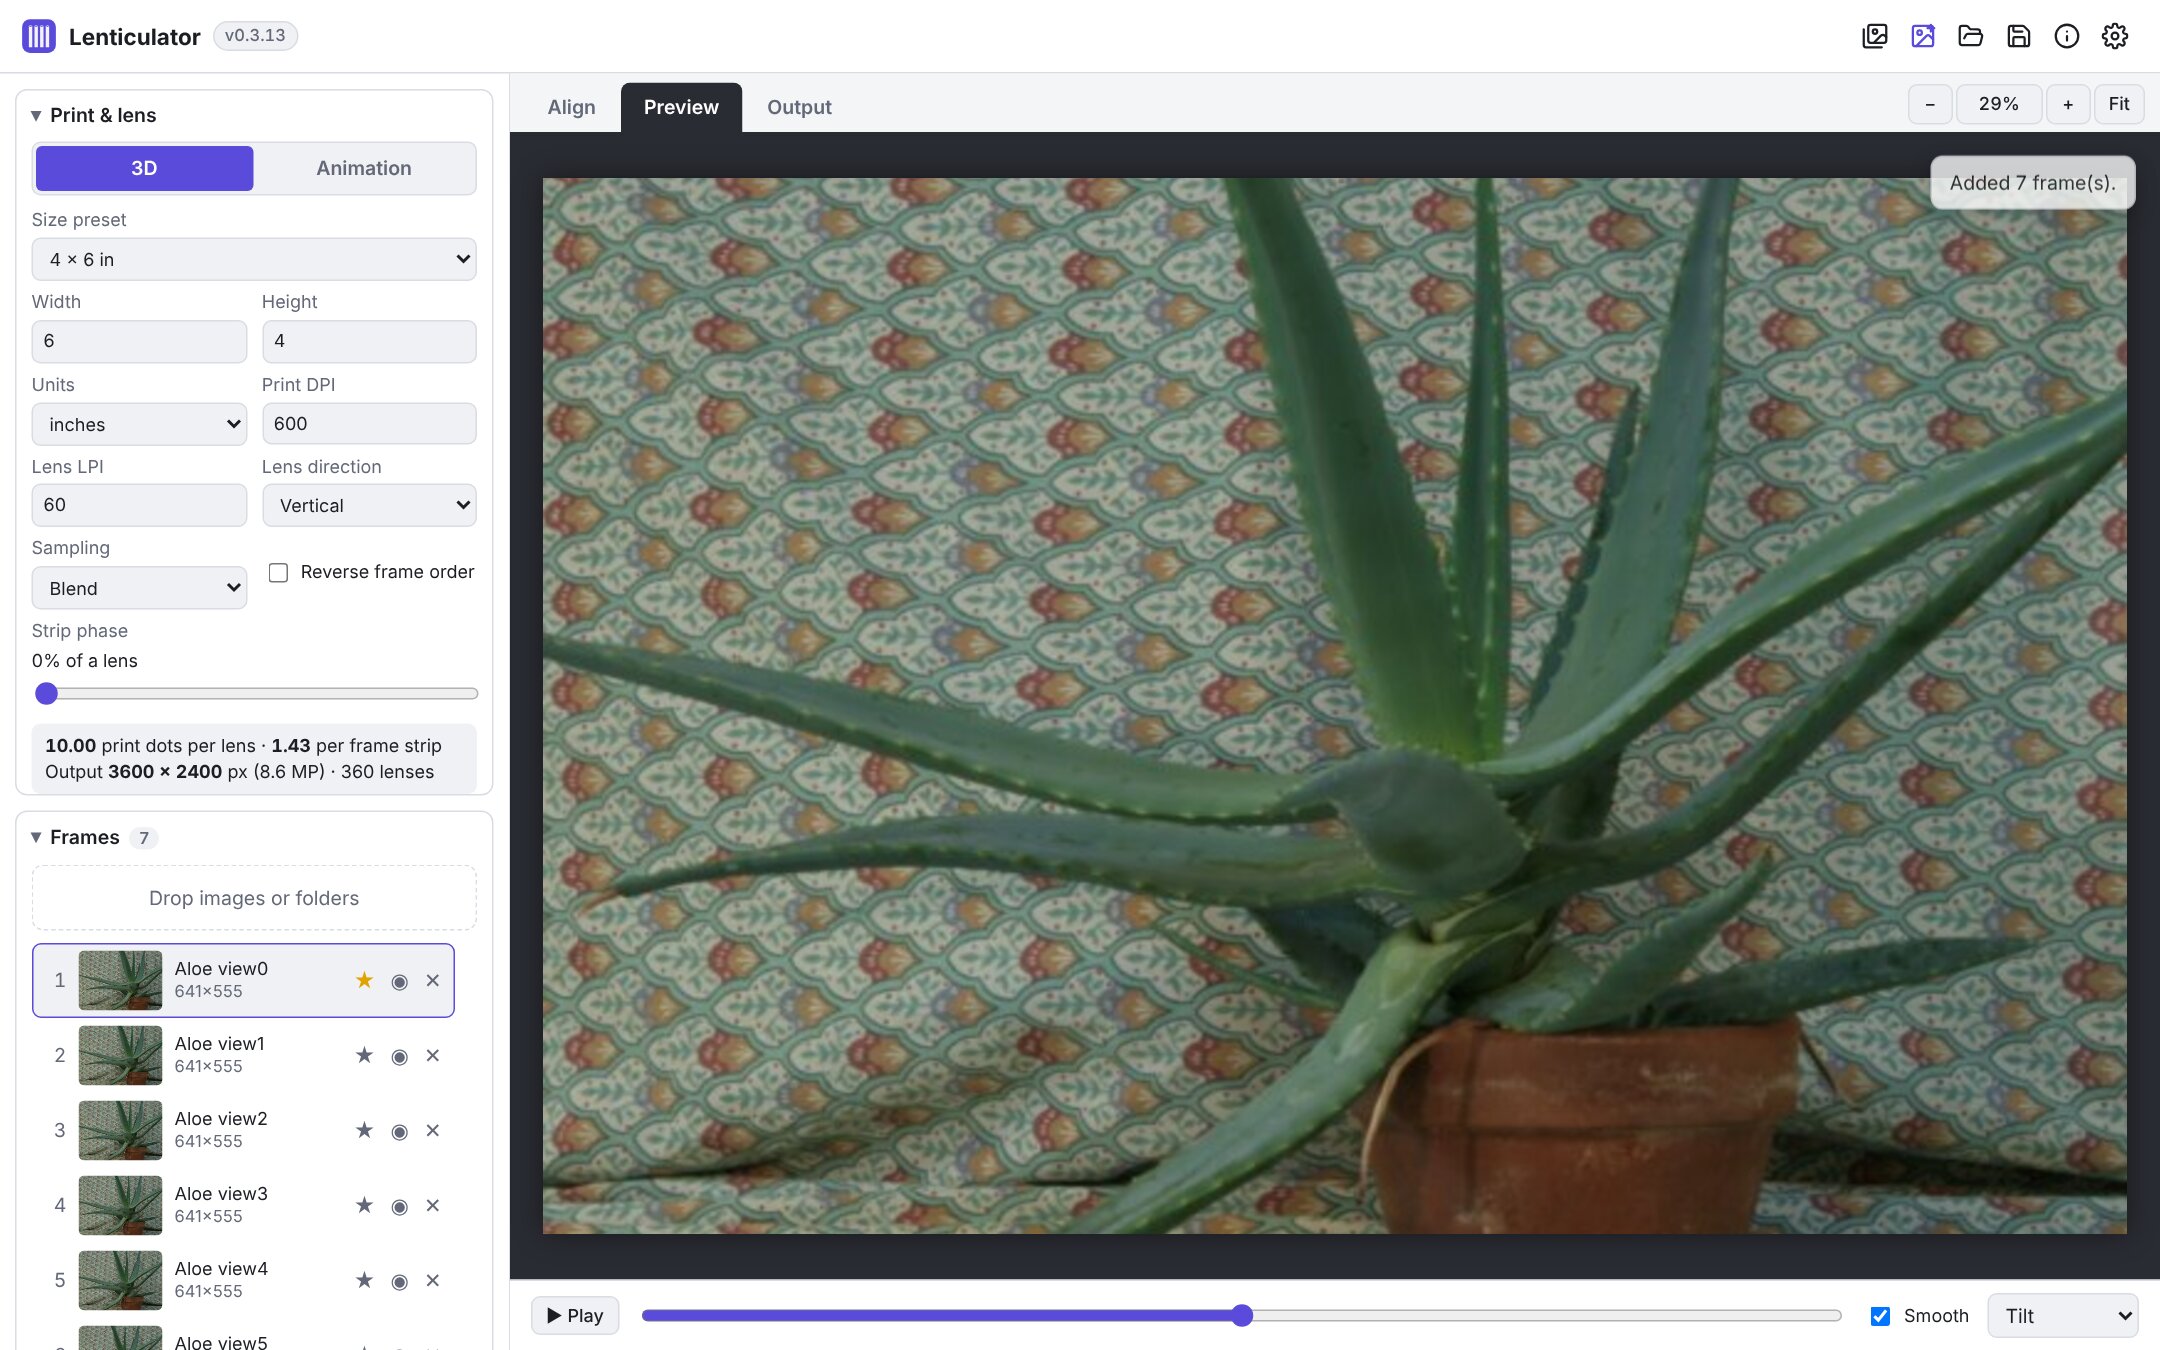 Lenticulator v0.3.13
Print & lens
3D Animation
Size preset
4 × 6 in
Width Height
6 4
Units Print DPI
inches 600
Lens LPI Lens direction
60 Vertical
Sampling
Blend Reverse frame order
Strip phase
0% of a lens
10.00 print dots per lens · 1.43 per frame strip
Output 3600 × 2400 px (8.6 MP) · 360 lenses
Frames 7
Drop images or folders
1 Aloe view0
641×555
2 Aloe view1
641×555
3 Aloe view2
641×555
4 Aloe view3
641×555
5 Aloe view4
641×555
Aloe view5
Align Preview Output
− 29% + Fit
Added 7 frame(s).
Play Smooth Tilt